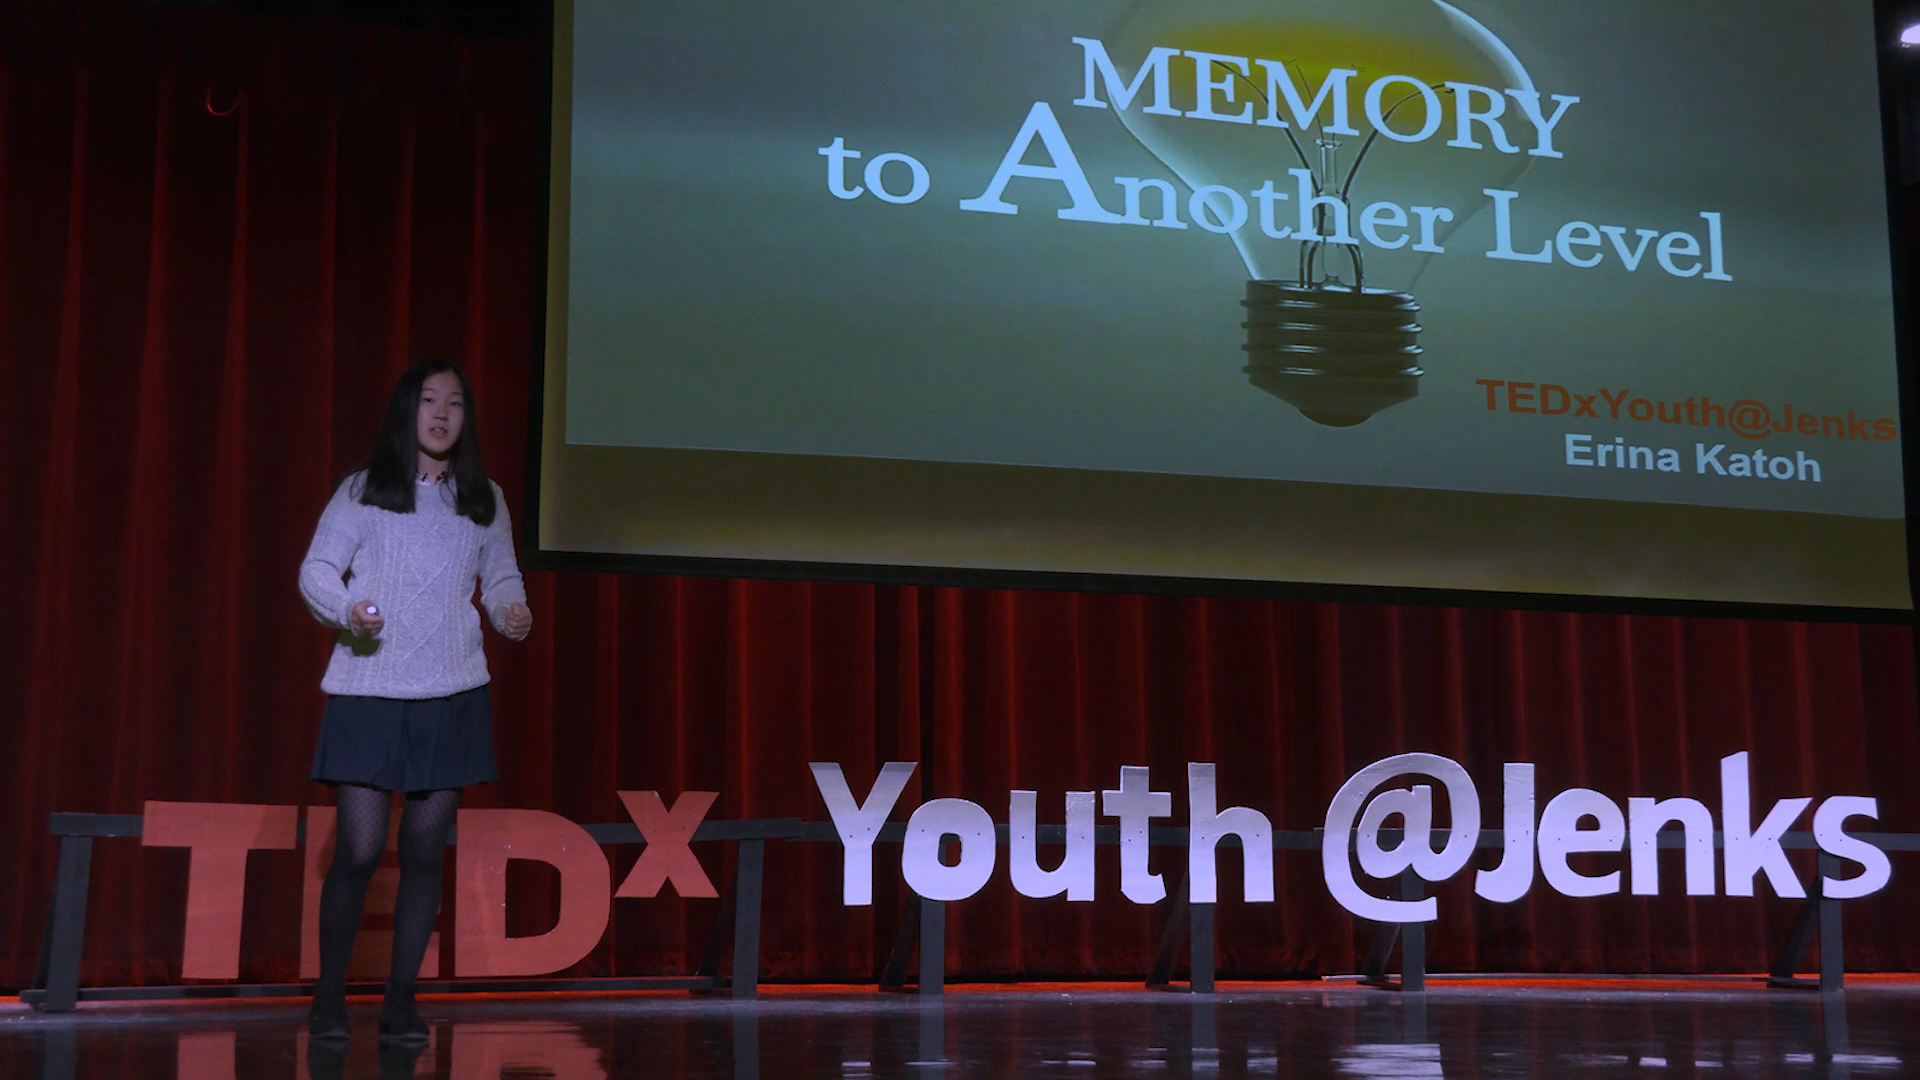 MEMORY
to Another Level
TEDxYouth@Jenks
Erina Katoh
TEDx Youth @Jenks